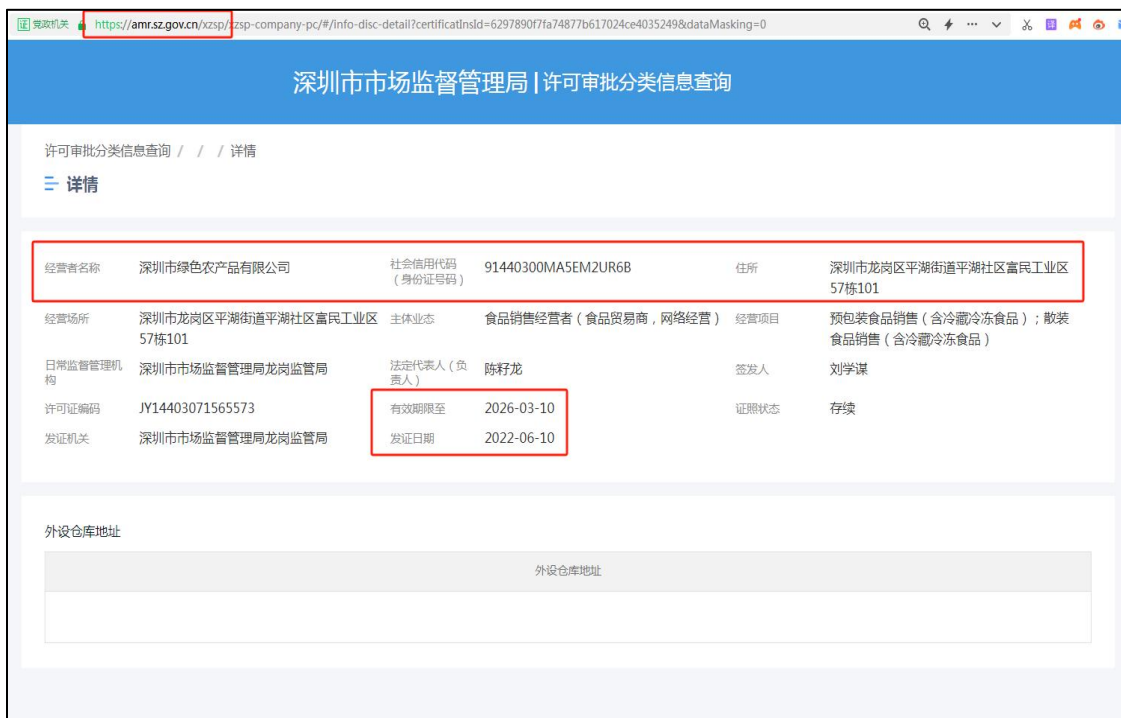 证 党政机关 https://amr.sz.gov.cn/xzsp/xzsp-company-pc/#/info-disc-detail?certificatInsId=6297890f7fa74877b617024ce4035249&dataMasking=0
深圳市市场监督管理局|许可审批分类信息查询
许可审批分类信息查询 / / / 详情
详情
经营者名称 深圳市绿色农产品有限公司 社会信用代码 91440300MA5EM2UR6B 住所 深圳市龙岗区平湖街道平湖社区富民工业区
（身份证号码） 57栋101
经营场所 深圳市龙岗区平湖街道平湖社区富民工业区 主体业态 食品销售经营者（食品贸易商，网络经营） 经营项目 预包装食品销售（含冷藏冷冻食品）；散装
57栋101 食品销售（含冷藏冷冻食品）
日常监督管理机 深圳市市场监督管理局龙岗监管局 法定代表人（负 陈籽龙 签发人 刘学谋
构 责人）
许可证编码 JY14403071565573 有效期限至 2026-03-10 证照状态 存续
发证机关 深圳市市场监督管理局龙岗监管局 发证日期 2022-06-10
外设仓库地址
外设仓库地址